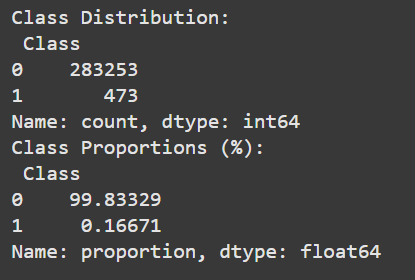 Class Distribution:
 Class
0    283253
1       473
Name: count, dtype: int64
Class Proportions (%):
 Class
0    99.83329
1     0.16671
Name: proportion, dtype: float64